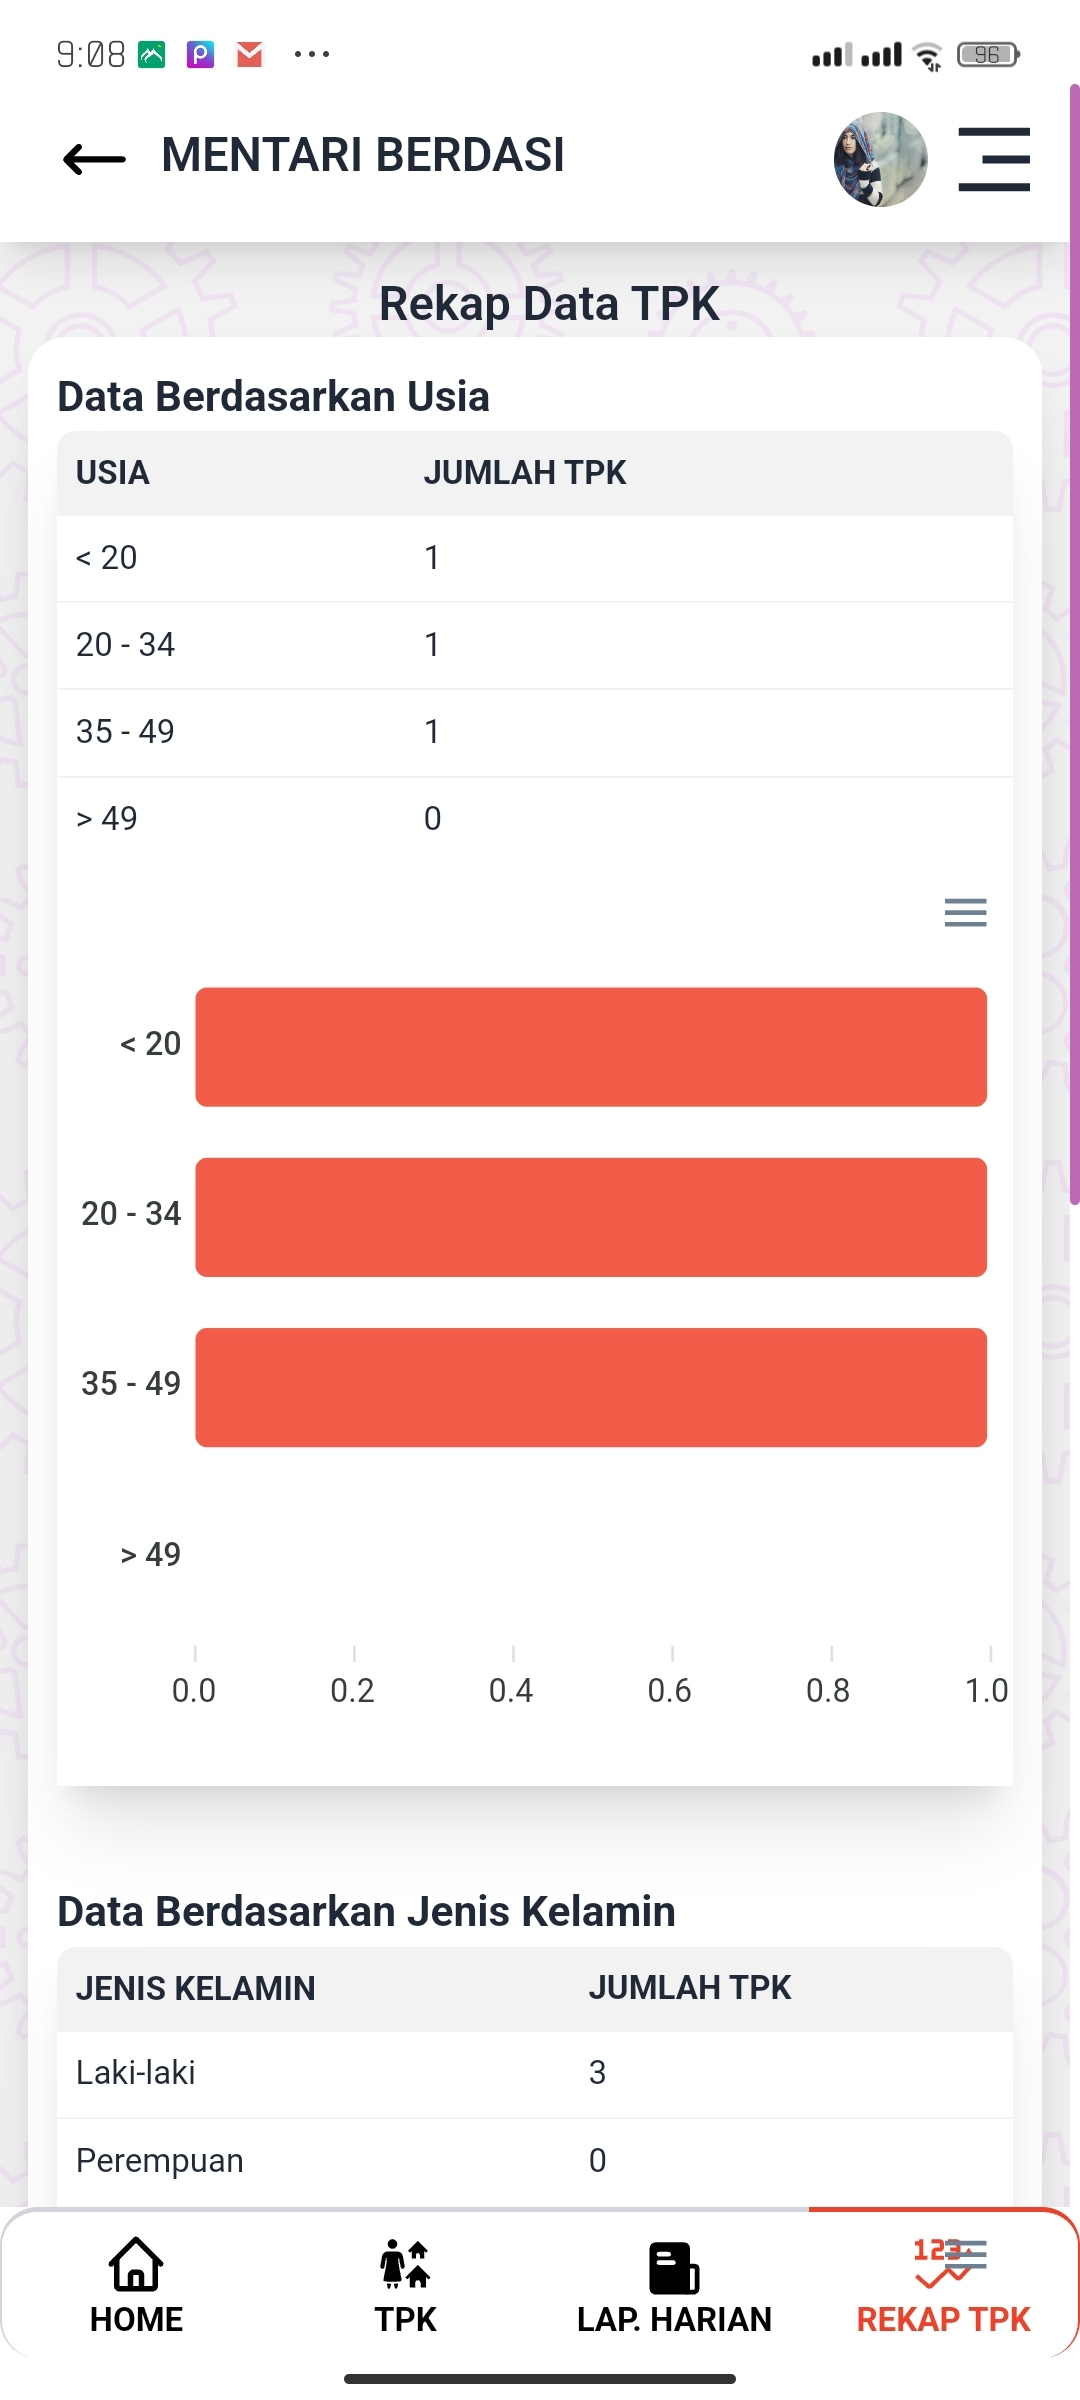 9:08
96
MENTARI BERDASI
Rekap Data TPK
Data Berdasarkan Usia
USIA JUMLAH TPK
< 20 1
20 - 34 1
35 - 49 1
> 49 0
< 20
20 - 34
35 - 49
> 49
0.0 0.2 0.4 0.6 0.8 1.0
Data Berdasarkan Jenis Kelamin
JENIS KELAMIN JUMLAH TPK
Laki-laki 3
Perempuan 0
123
HOME TPK LAP. HARIAN REKAP TPK